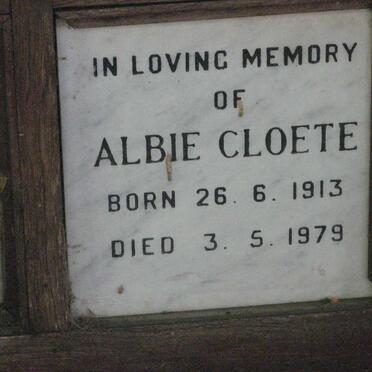 IN LOVING MEMORY
OF
ALBIE CLOETE
BORN 26. 6. 1913
DIED 3. 5. 1979